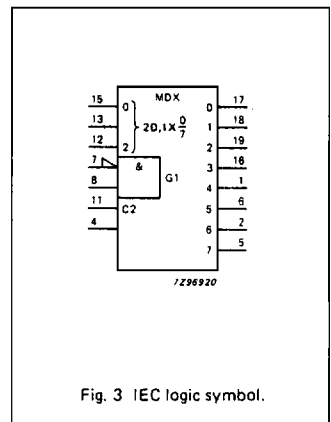 MDX
15 0 0 17
13 2D,1X 0/7 1 18
12 2 2 19
7 & 3 16
8 G1 4 1
11 C2 5 6
4 6 2
7 5
7Z96920
Fig. 3 IEC logic symbol.